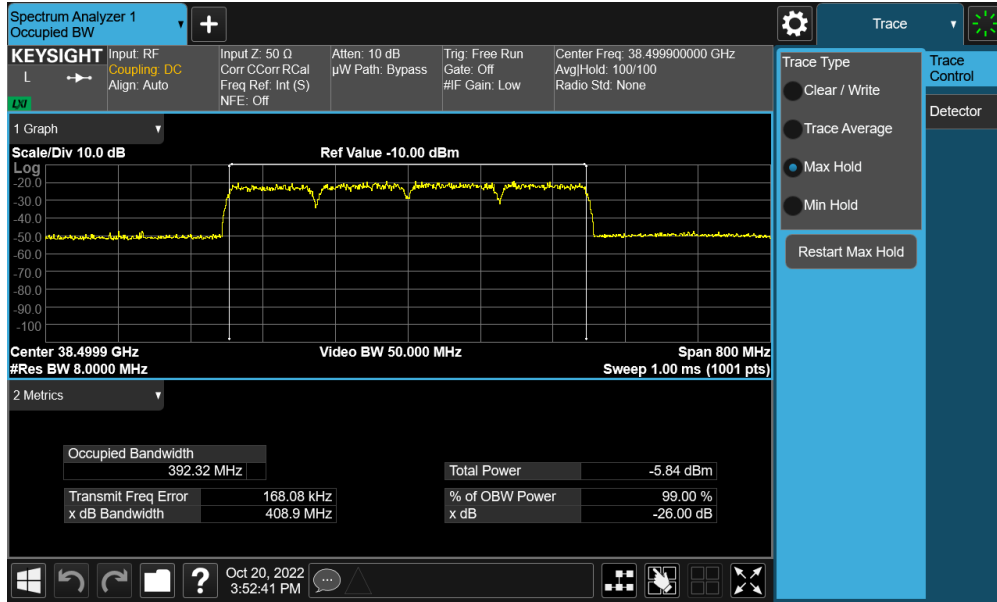 Spectrum Analyzer 1
Occupied BW
+
Trace
KEYSIGHT
L
LXI
Input: RF
Coupling: DC
Align: Auto
Input Z: 50 Ω
Corr CCorr RCal
Freq Ref: Int (S)
NFE: Off
Atten: 10 dB
µW Path: Bypass
Trig: Free Run
Gate: Off
#IF Gain: Low
Center Freq: 38.499900000 GHz
Avg|Hold: 100/100
Radio Std: None
Trace Type
Clear / Write
Trace Average
Max Hold
Min Hold
Restart Max Hold
Trace
Control
Detector
1 Graph
Scale/Div 10.0 dB
Ref Value -10.00 dBm
Log
-20.0
-30.0
-40.0
-50.0
-60.0
-70.0
-80.0
-90.0
-100
Center 38.4999 GHz
Video BW 50.000 MHz
Span 800 MHz
#Res BW 8.0000 MHz
Sweep 1.00 ms (1001 pts)
2 Metrics
Occupied Bandwidth
392.32 MHz
Total Power -5.84 dBm
Transmit Freq Error 168.08 kHz
% of OBW Power 99.00 %
x dB Bandwidth 408.9 MHz
x dB -26.00 dB
?
Oct 20, 2022
3:52:41 PM